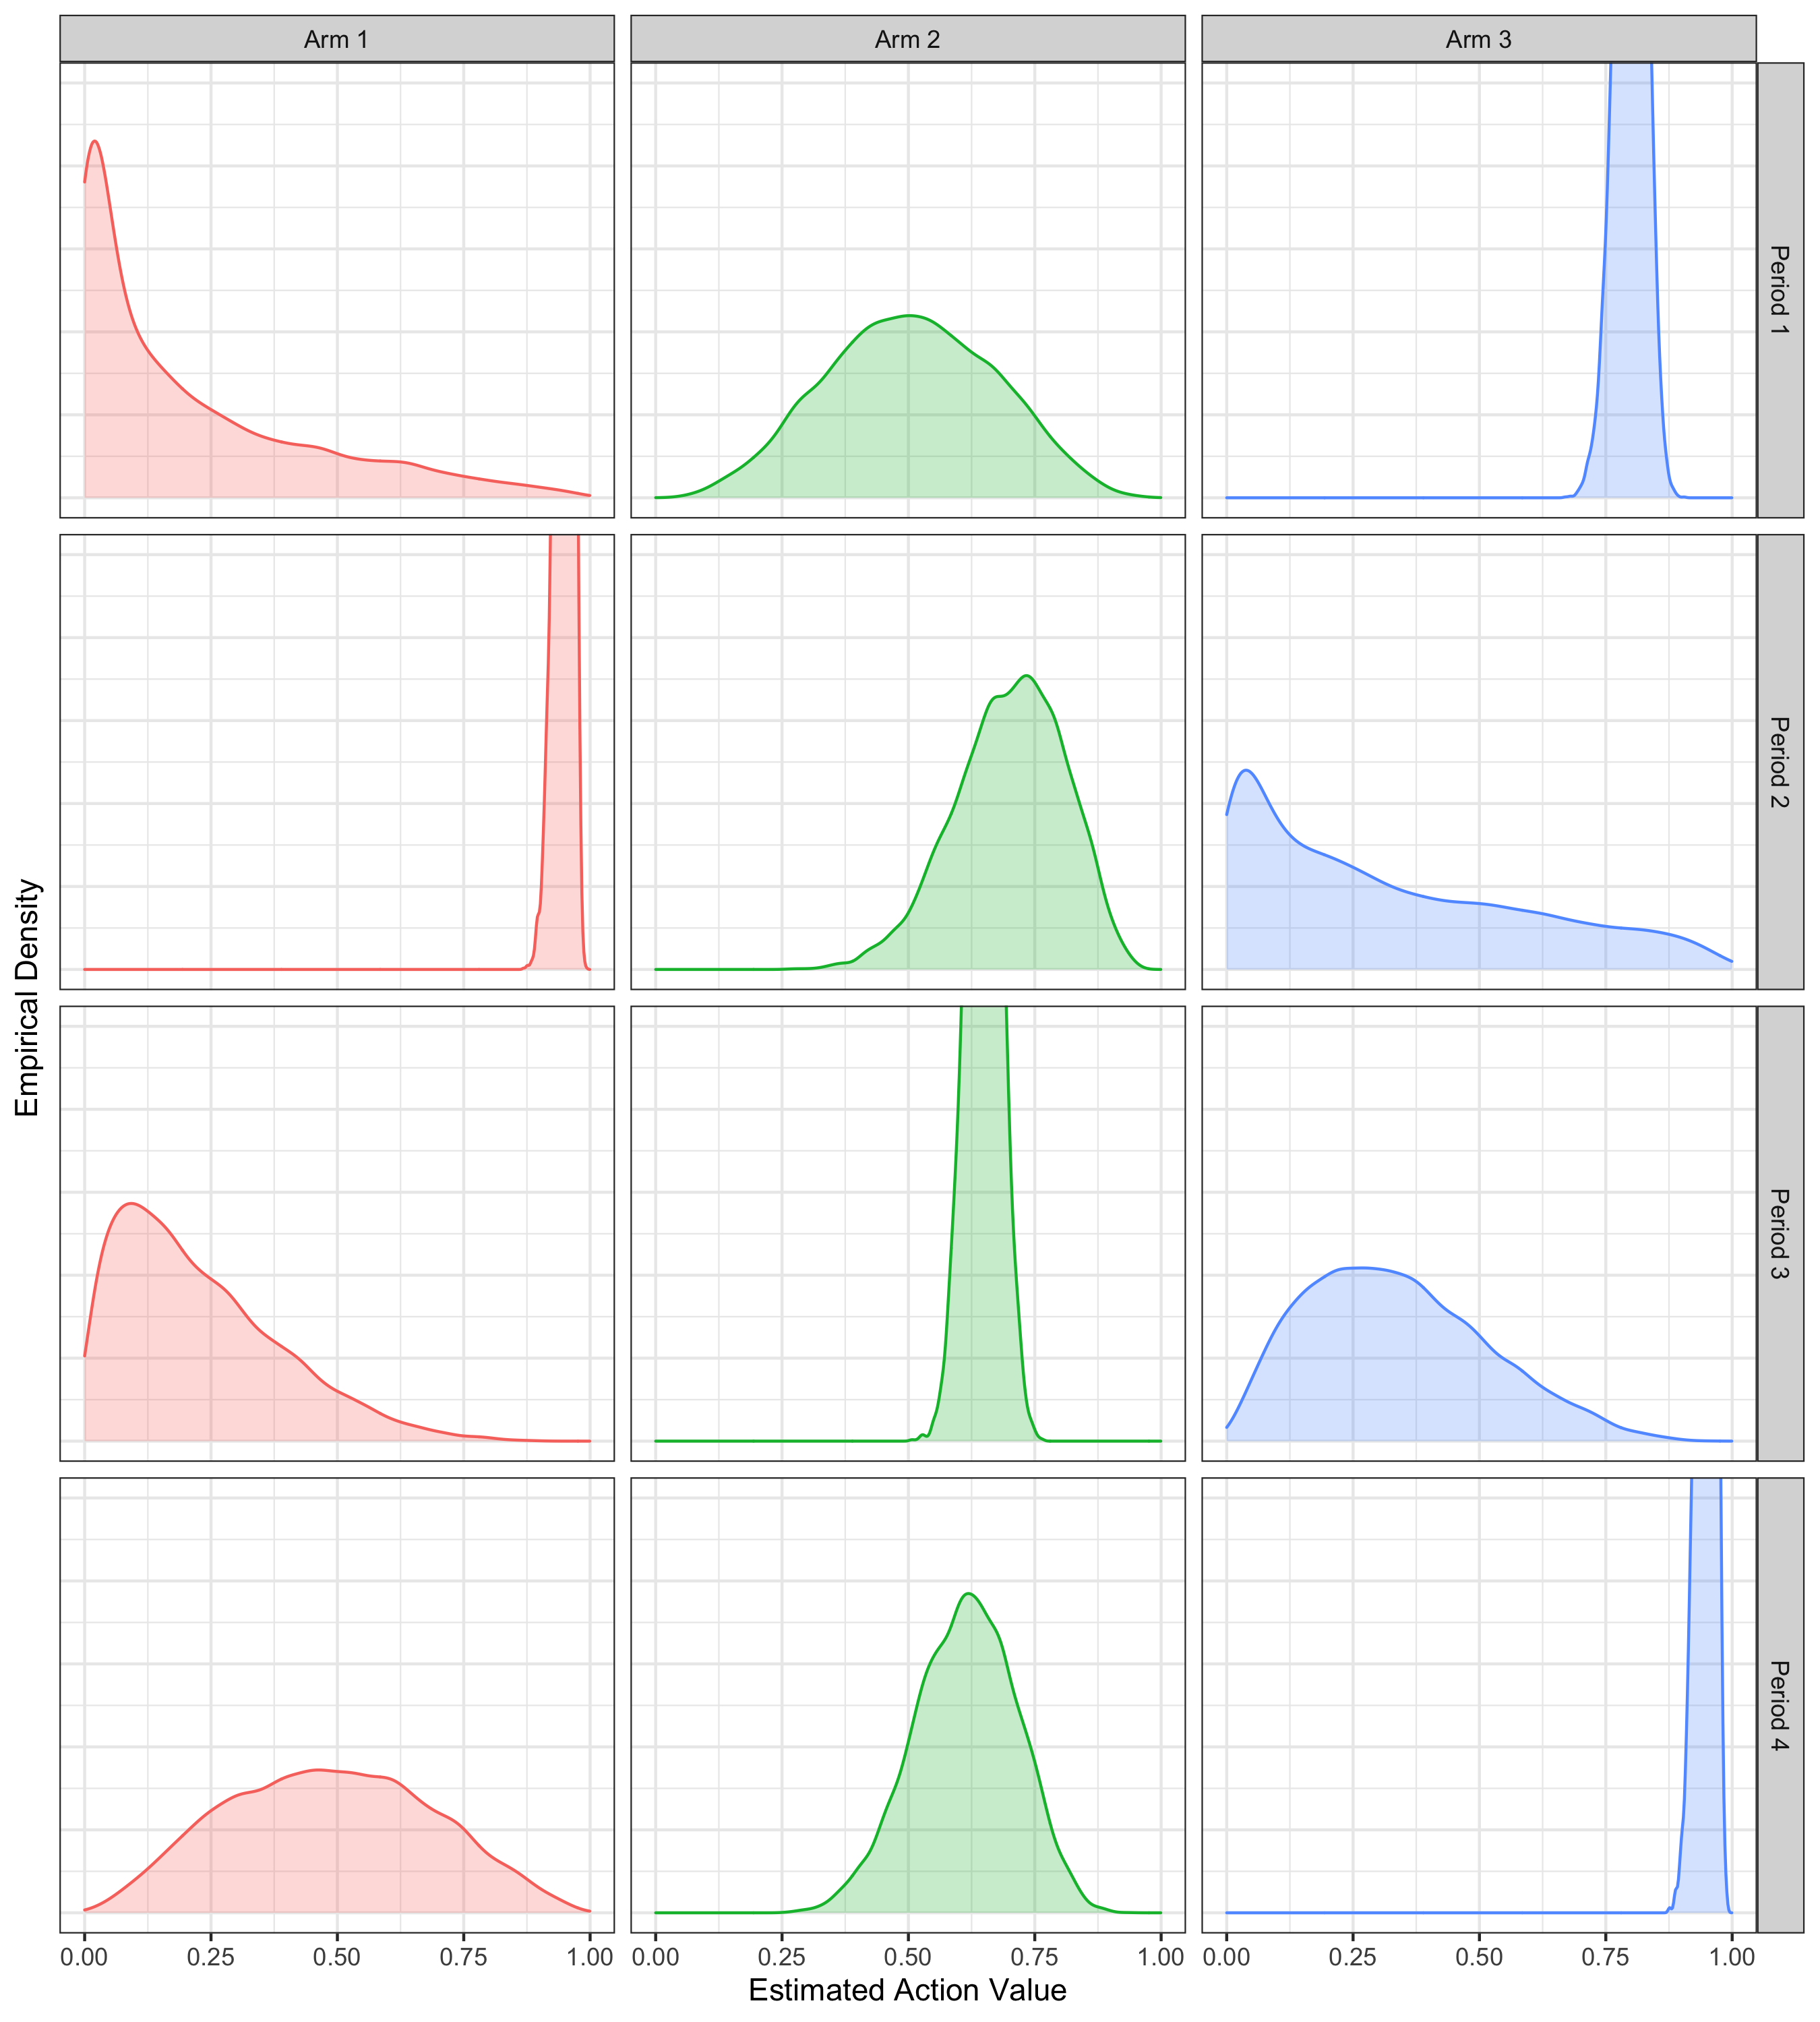 Arm 1
Arm 2
Arm 3
Period 1
Period 2
Period 3
Period 4
Empirical Density
0.00 0.25 0.50 0.75 1.00
0.00 0.25 0.50 0.75 1.00
0.00 0.25 0.50 0.75 1.00
Estimated Action Value